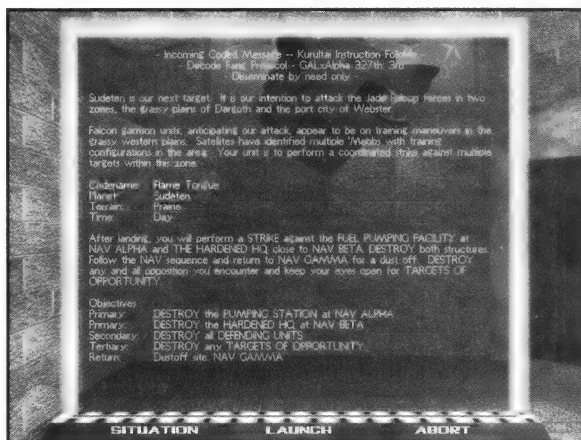 - Incoming Coded Message -- Kurultai Instruction Follows -
- Decode Fang Protocol - GAL:Alpha 327th: 3rd -
- Diseminate by need only -
Sudeten is our next target. It is our intention to attack the Jade Falcon forces in two
zones, the grassy plains of Dargoth and the port city of Webster.
Falcon garrison units, anticipating our attack, appear to be on training maneuvers in the
grassy western plains. Satellites have identified multiple 'Mechs with training
configurations in the area. Your unit is to perform a coordinated strike against multiple
targets within this zone.
Codename: Flame Tongue
Planet: Sudeten
Terrain: Prairie
Time: Day
After landing, you will perform a STRIKE against the FUEL PUMPING FACILITY at
NAV ALPHA and THE HARDENED HQ close to NAV BETA. DESTROY both structures.
Follow the NAV sequence and return to NAV GAMMA for a dust off. DESTROY
any and all opposition you encounter and keep your eyes open for TARGETS OF
OPPORTUNITY.
Objectives
Primary: DESTROY the PUMPING STATION at NAV ALPHA
Primary: DESTROY the HARDENED HQ at NAV BETA
Secondary: DESTROY all DEFENDING UNITS
Tertiary: DESTROY any TARGETS OF OPPORTUNITY
Return: Dustoff site: NAV GAMMA
SITUATION LAUNCH ABORT